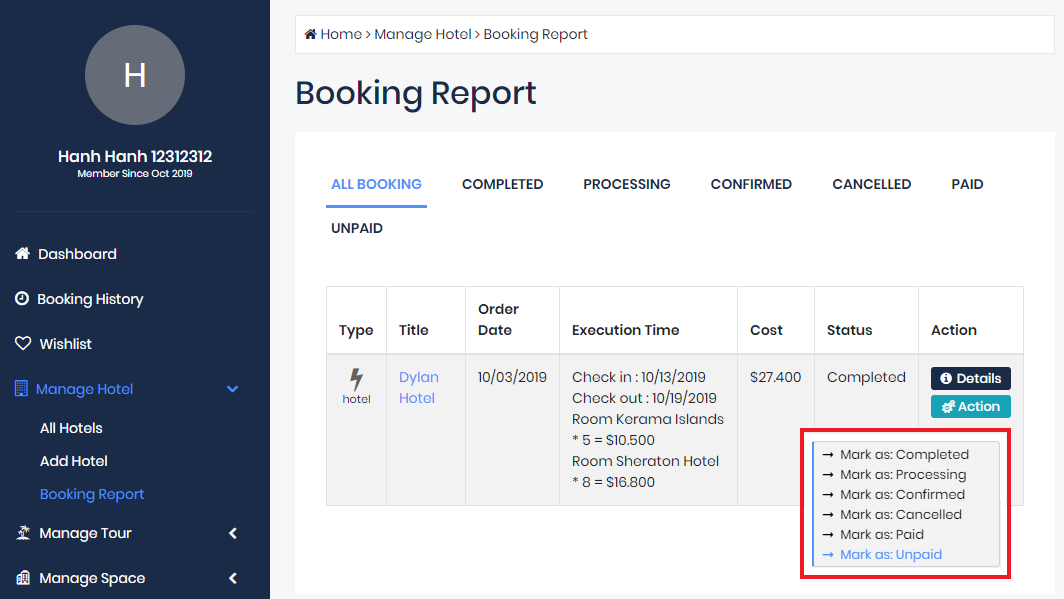 H
Hanh Hanh 12312312
Member Since Oct 2019
Dashboard
Booking History
Wishlist
Manage Hotel
All Hotels
Add Hotel
Booking Report
Manage Tour
Manage Space
Home › Manage Hotel › Booking Report
Booking Report
ALL BOOKING COMPLETED PROCESSING CONFIRMED CANCELLED PAID
UNPAID
Type Title Order Date Execution Time Cost Status Action
hotel
Dylan
Hotel
10/03/2019
Check in : 10/13/2019
Check out : 10/19/2019
Room Kerama Islands
* 5 = $10.500
Room Sheraton Hotel
* 8 = $16.800
$27.400
Completed
Details
Action
→ Mark as: Completed
→ Mark as: Processing
→ Mark as: Confirmed
→ Mark as: Cancelled
→ Mark as: Paid
→ Mark as: Unpaid